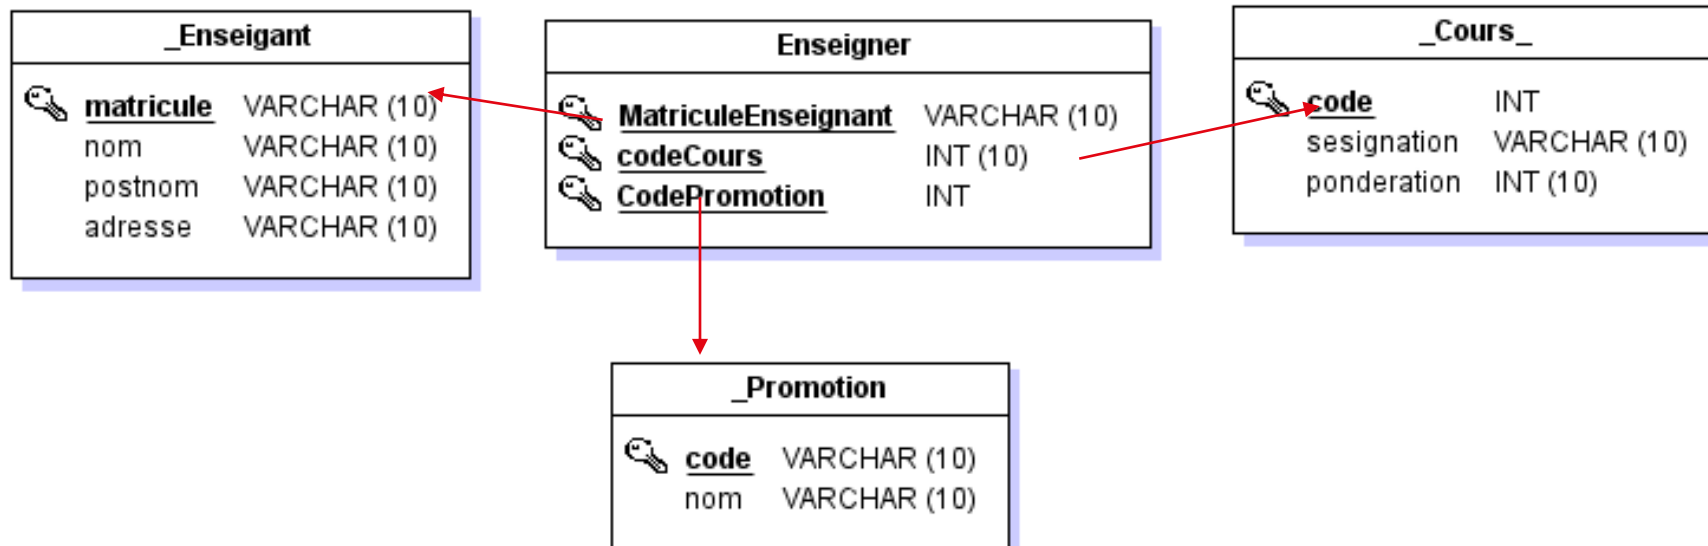 _Enseigant
matricule VARCHAR (10)
nom VARCHAR (10)
postnom VARCHAR (10)
adresse VARCHAR (10)
Enseigner
MatriculeEnseignant VARCHAR (10)
codeCours INT (10)
CodePromotion INT
_Cours_
code INT
sesignation VARCHAR (10)
ponderation INT (10)
_Promotion
code VARCHAR (10)
nom VARCHAR (10)